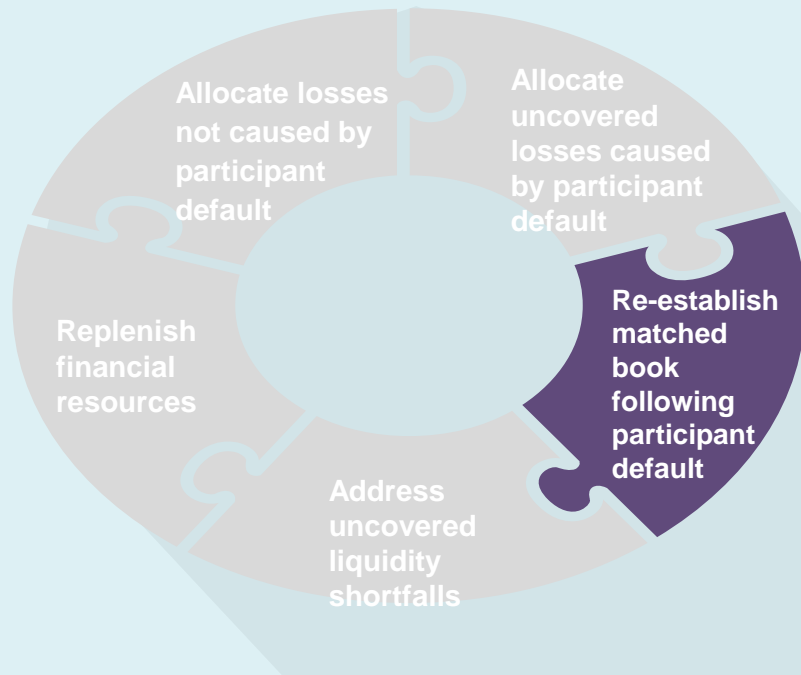 Allocate losses
not caused by
participant
default
Allocate
uncovered
losses caused
by participant
default
Re-establish
matched
book
following
participant
default
Address
uncovered
liquidity
shortfalls
Replenish
financial
resources